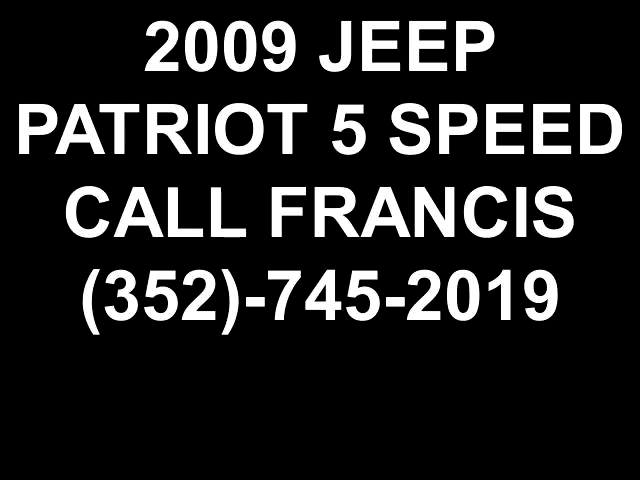 2009 JEEP
PATRIOT 5 SPEED
CALL FRANCIS
(352)-745-2019